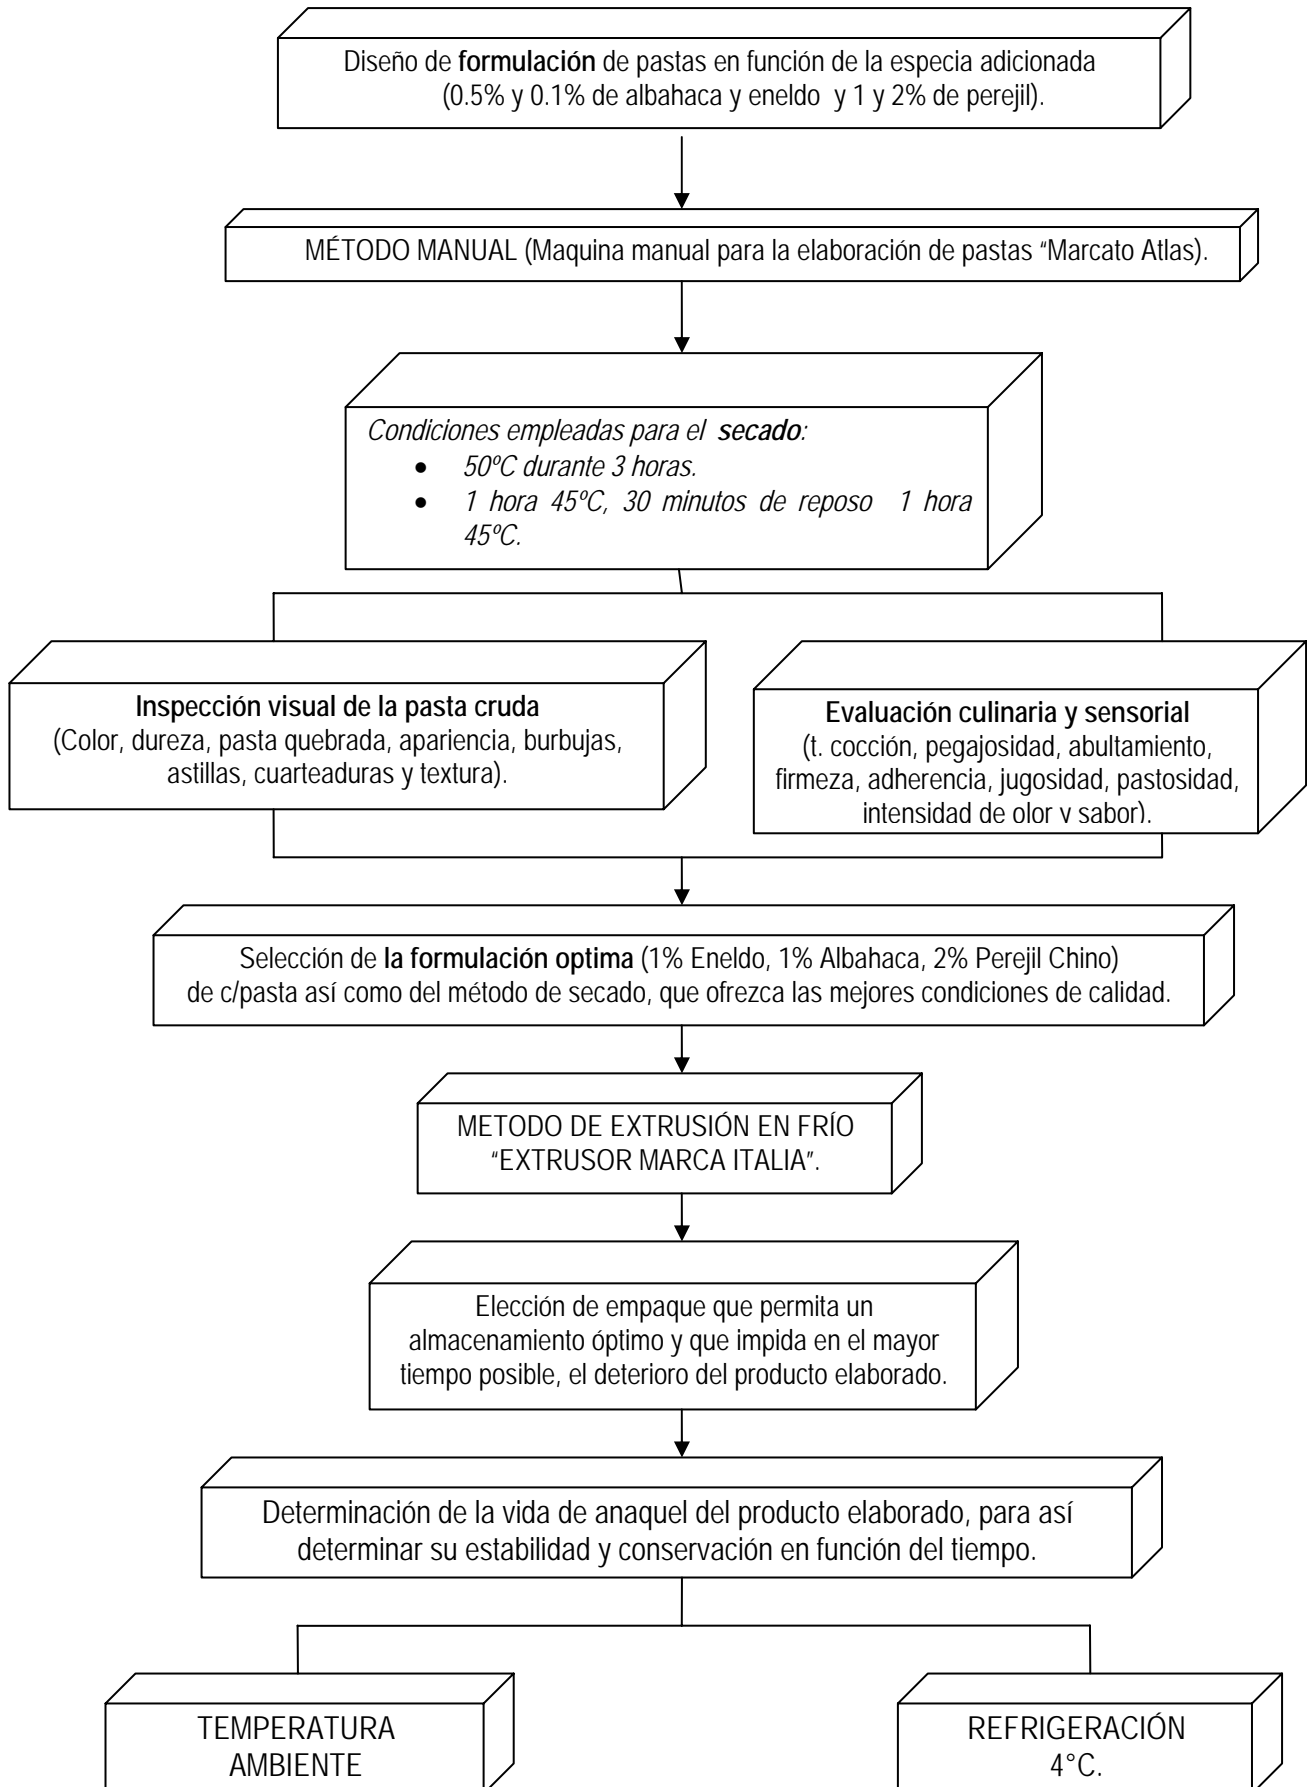 Diseño de formulación de pastas en función de la especia adicionada
(0.5% y 0.1% de albahaca y eneldo y 1 y 2% de perejil).
MÉTODO MANUAL (Maquina manual para la elaboración de pastas “Marcato Atlas).
Condiciones empleadas para el secado:
• 50ºC durante 3 horas.
• 1 hora 45ºC, 30 minutos de reposo 1 hora
45ºC.
Inspección visual de la pasta cruda
(Color, dureza, pasta quebrada, apariencia, burbujas,
astillas, cuarteaduras y textura).
Evaluación culinaria y sensorial
(t. cocción, pegajosidad, abultamiento,
firmeza, adherencia, jugosidad, pastosidad,
intensidad de olor y sabor).
Selección de la formulación optima (1% Eneldo, 1% Albahaca, 2% Perejil Chino)
de c/pasta así como del método de secado, que ofrezca las mejores condiciones de calidad.
METODO DE EXTRUSIÓN EN FRÍO
“EXTRUSOR MARCA ITALIA”.
Elección de empaque que permita un
almacenamiento óptimo y que impida en el mayor
tiempo posible, el deterioro del producto elaborado.
Determinación de la vida de anaquel del producto elaborado, para así
determinar su estabilidad y conservación en función del tiempo.
TEMPERATURA
AMBIENTE
REFRIGERACIÓN
4°C.